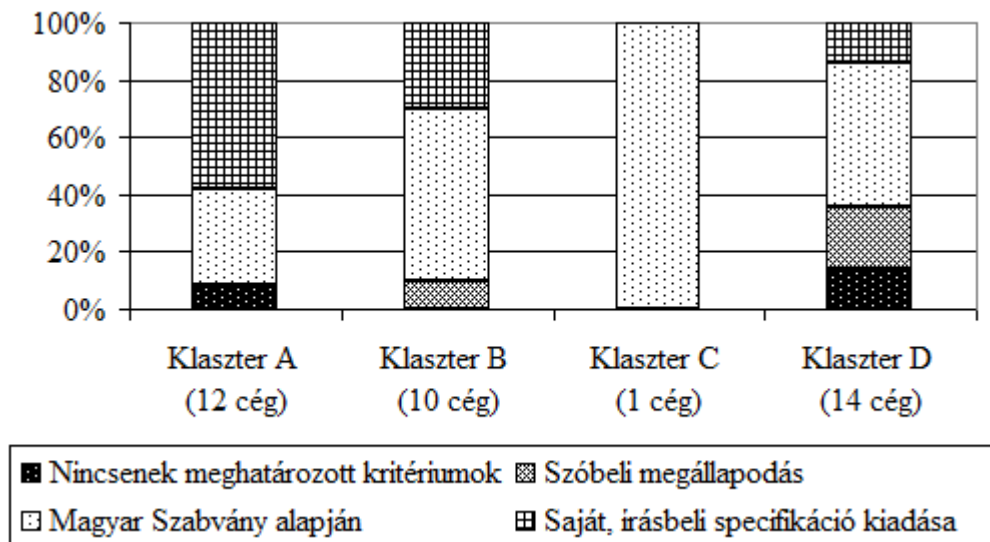 100%
80%
60%
40%
20%
0%
Klaszter A
(12 cég)
Klaszter B
(10 cég)
Klaszter C
(1 cég)
Klaszter D
(14 cég)
Nincsenek meghatározott kritériumok
Szóbeli megállapodás
Magyar Szabvány alapján
Saját, irásbeli specifikáció kiadása